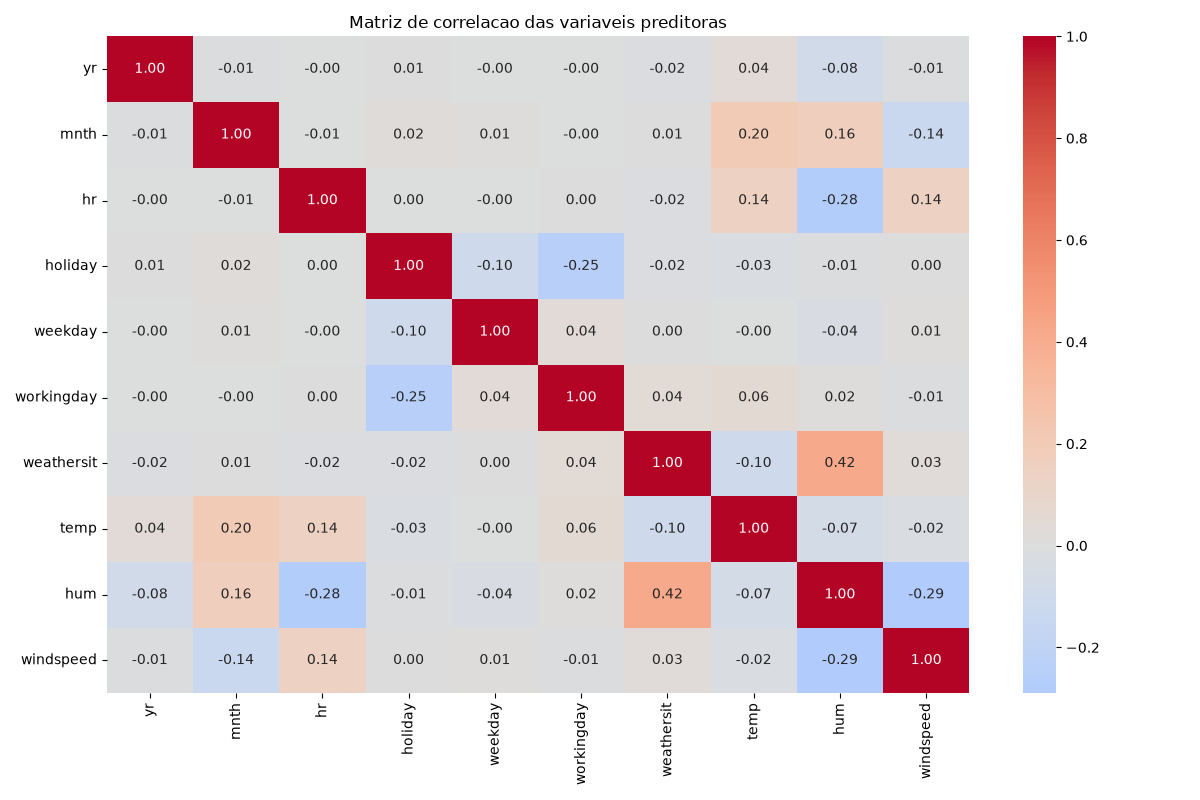 Matriz de correlacao das variaveis preditoras
yr 1.00 -0.01 -0.00 0.01 -0.00 -0.00 -0.02 0.04 -0.08 -0.01
mnth -0.01 1.00 -0.01 0.02 0.01 -0.00 0.01 0.20 0.16 -0.14
hr -0.00 -0.01 1.00 0.00 -0.00 0.00 -0.02 0.14 -0.28 0.14
holiday 0.01 0.02 0.00 1.00 -0.10 -0.25 -0.02 -0.03 -0.01 0.00
weekday -0.00 0.01 -0.00 -0.10 1.00 0.04 0.00 -0.00 -0.04 0.01
workingday -0.00 -0.00 0.00 -0.25 0.04 1.00 0.04 0.06 0.02 -0.01
weathersit -0.02 0.01 -0.02 -0.02 0.00 0.04 1.00 -0.10 0.42 0.03
temp 0.04 0.20 0.14 -0.03 -0.00 0.06 -0.10 1.00 -0.07 -0.02
hum -0.08 0.16 -0.28 -0.01 -0.04 0.02 0.42 -0.07 1.00 -0.29
windspeed -0.01 -0.14 0.14 0.00 0.01 -0.01 0.03 -0.02 -0.29 1.00
yr mnth hr holiday weekday workingday weathersit temp hum windspeed
1.0
0.8
0.6
0.4
0.2
0.0
−0.2